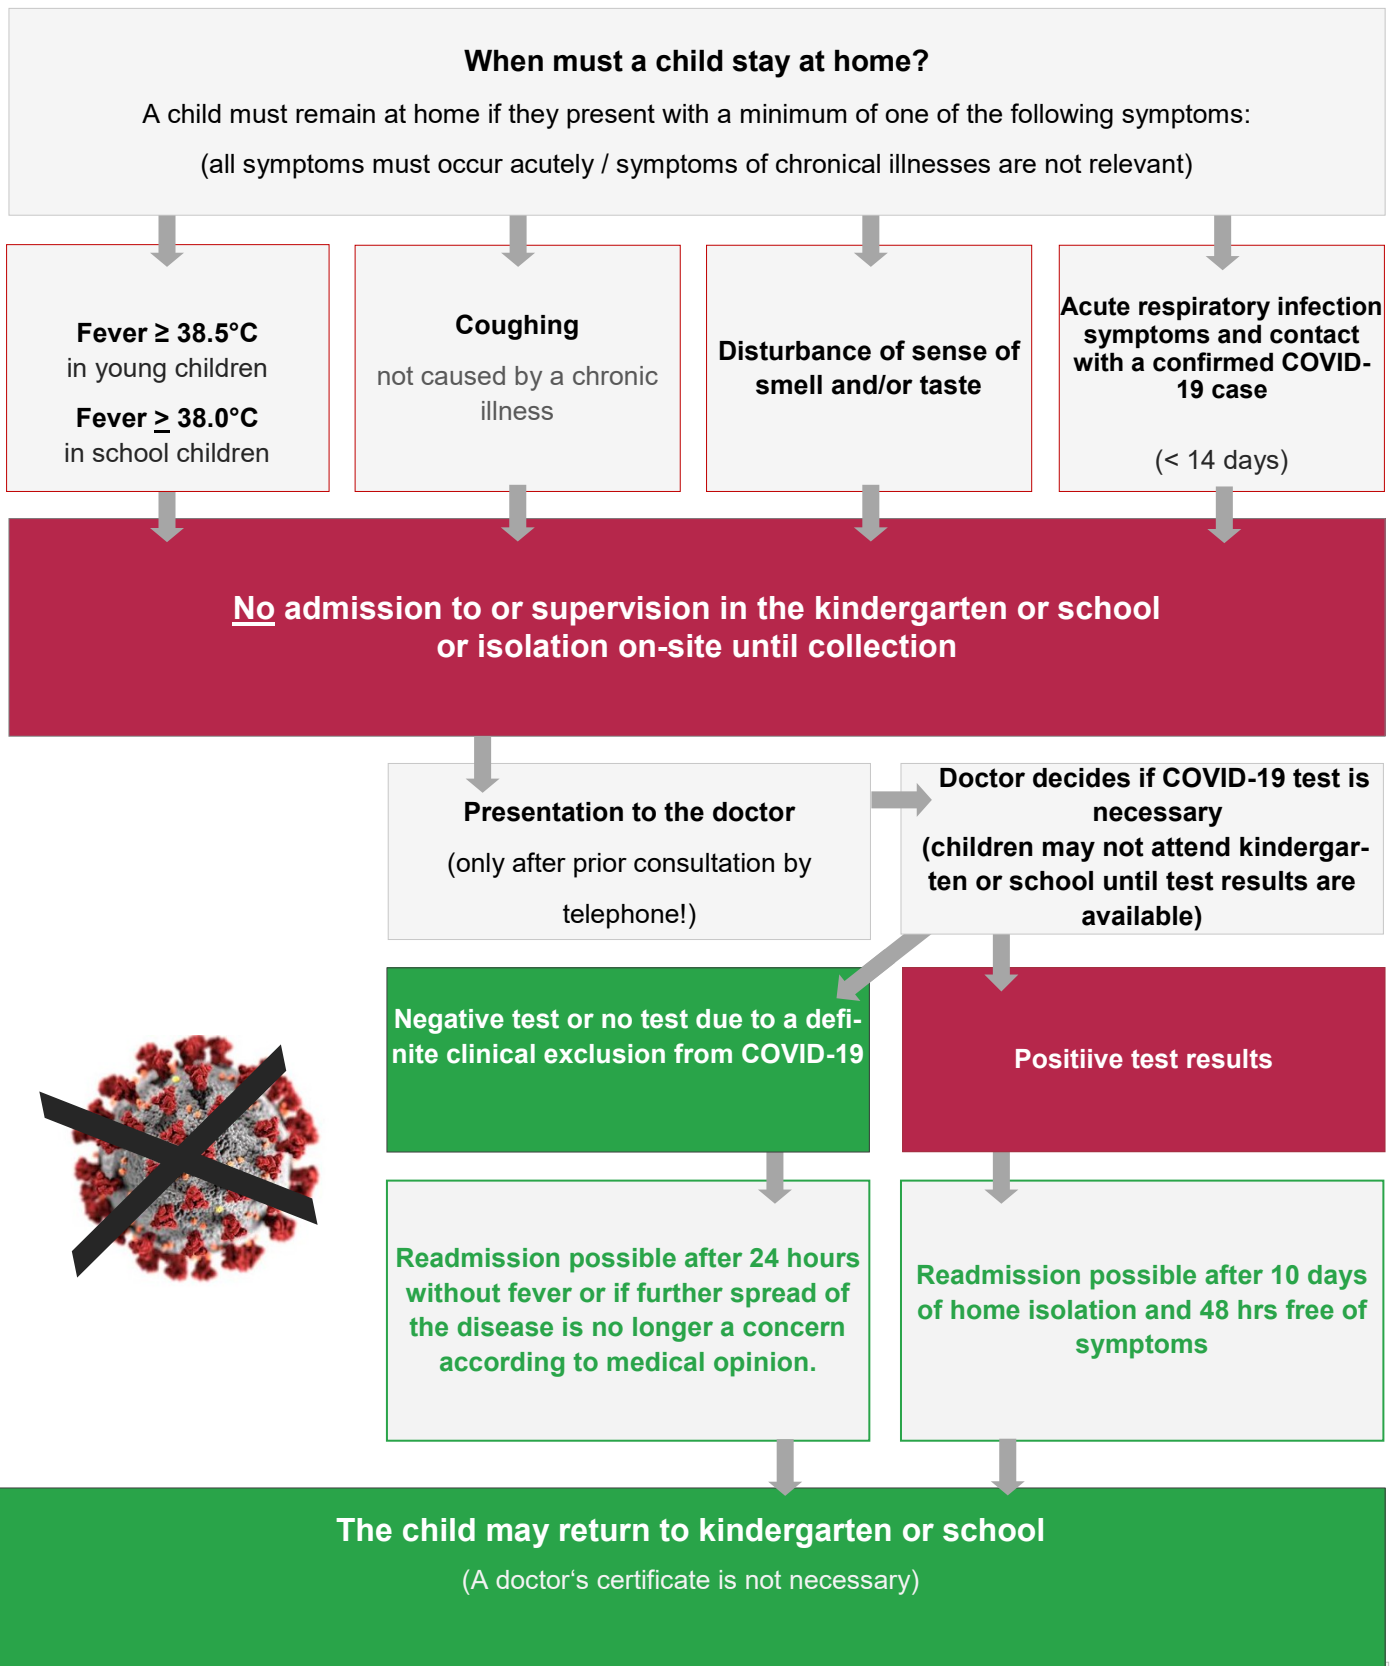 When must a child stay at home?
A child must remain at home if they present with a minimum of one of the following symptoms:
(all symptoms must occur acutely / symptoms of chronical illnesses are not relevant)
Fever ≥ 38.5°C
in young children
Fever > 38.0°C
in school children
Coughing
not caused by a chronic
illness
Disturbance of sense of
smell and/or taste
Acute respiratory infection
symptoms and contact
with a confirmed COVID-
19 case
(< 14 days)
No admission to or supervision in the kindergarten or school
or isolation on-site until collection
Presentation to the doctor
(only after prior consultation by
telephone!)
Doctor decides if COVID-19 test is
necessary
(children may not attend kindergar-
ten or school until test results are
available)
Negative test or no test due to a defi-
nite clinical exclusion from COVID-19
Positiive test results
Readmission possible after 24 hours
without fever or if further spread of
the disease is no longer a concern
according to medical opinion.
Readmission possible after 10 days
of home isolation and 48 hrs free of
symptoms
The child may return to kindergarten or school
(A doctor‘s certificate is not necessary)